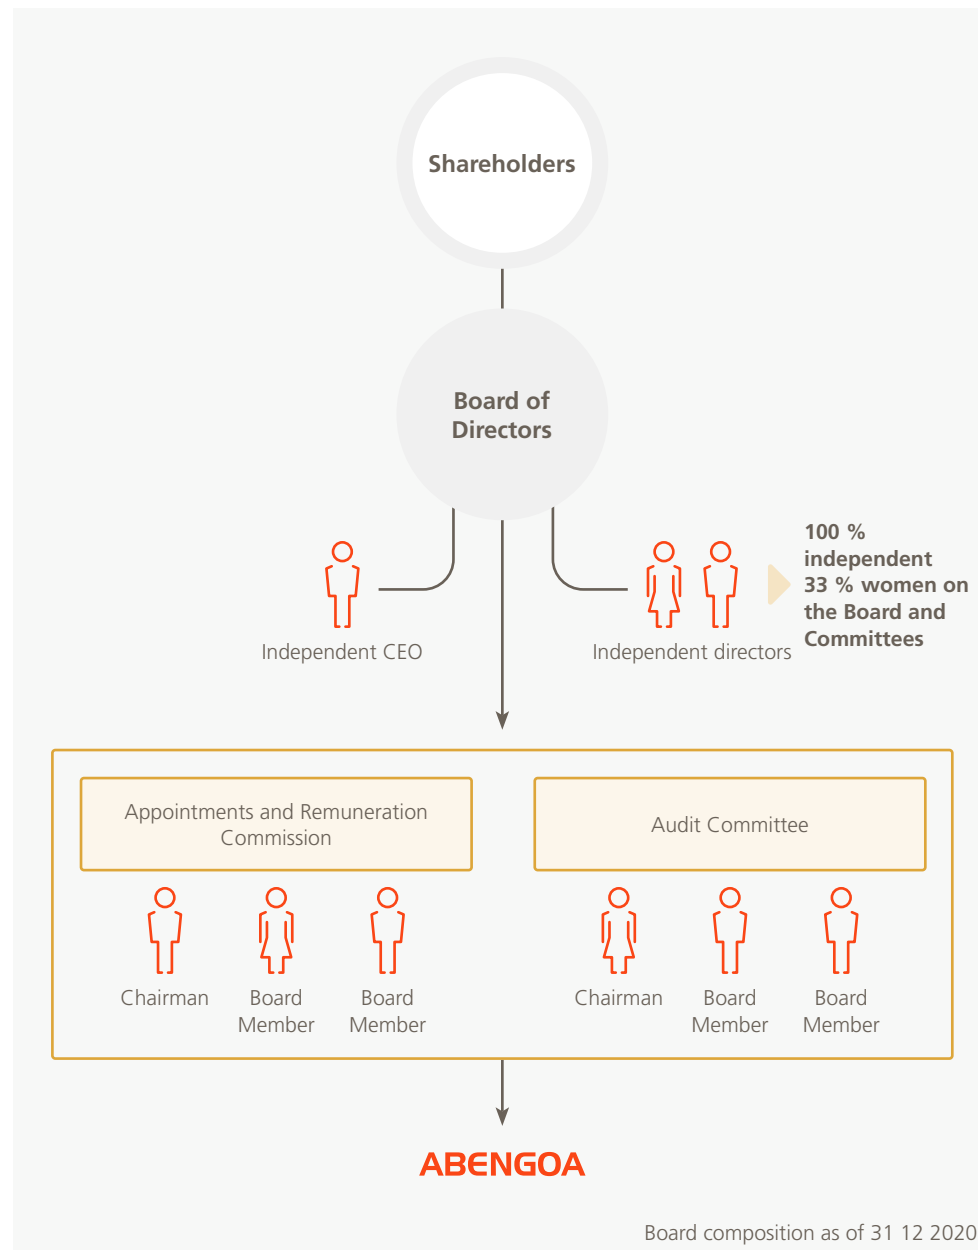 Shareholders
Board of
Directors
100 %
independent
33 % women on
the Board and
Committees
Independent CEO
Independent directors
Appointments and Remuneration
Commission
Audit Committee
Chairman
Board
Member
Board
Member
Chairman
Board
Member
Board
Member
ABENGOA
Board composition as of 31 12 2020